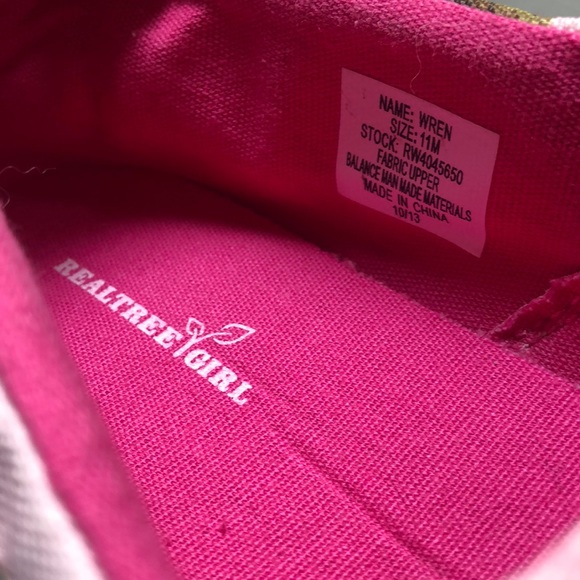 NAME: WREN
SIZE: 11M
STOCK: RW4045650
FABRIC UPPER
BALANCE MAN MADE MATERIALS
MADE IN CHINA
10/13
REALTREE GIRL